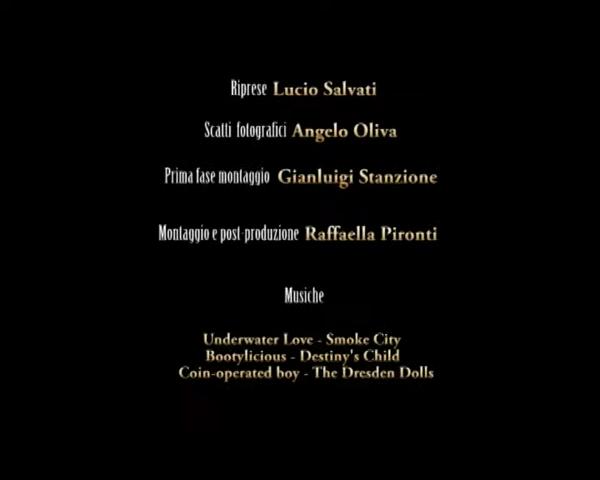 Riprese Lucio Salvati
Scatti fotografici Angelo Oliva
Prima fase montaggio Gianluigi Stanzione
Montaggio e post-produzione Raffaella Pironti
Musiche
Underwater Love - Smoke City
Bootylicious - Destiny's Child
Coin-operated boy - The Dresden Dolls